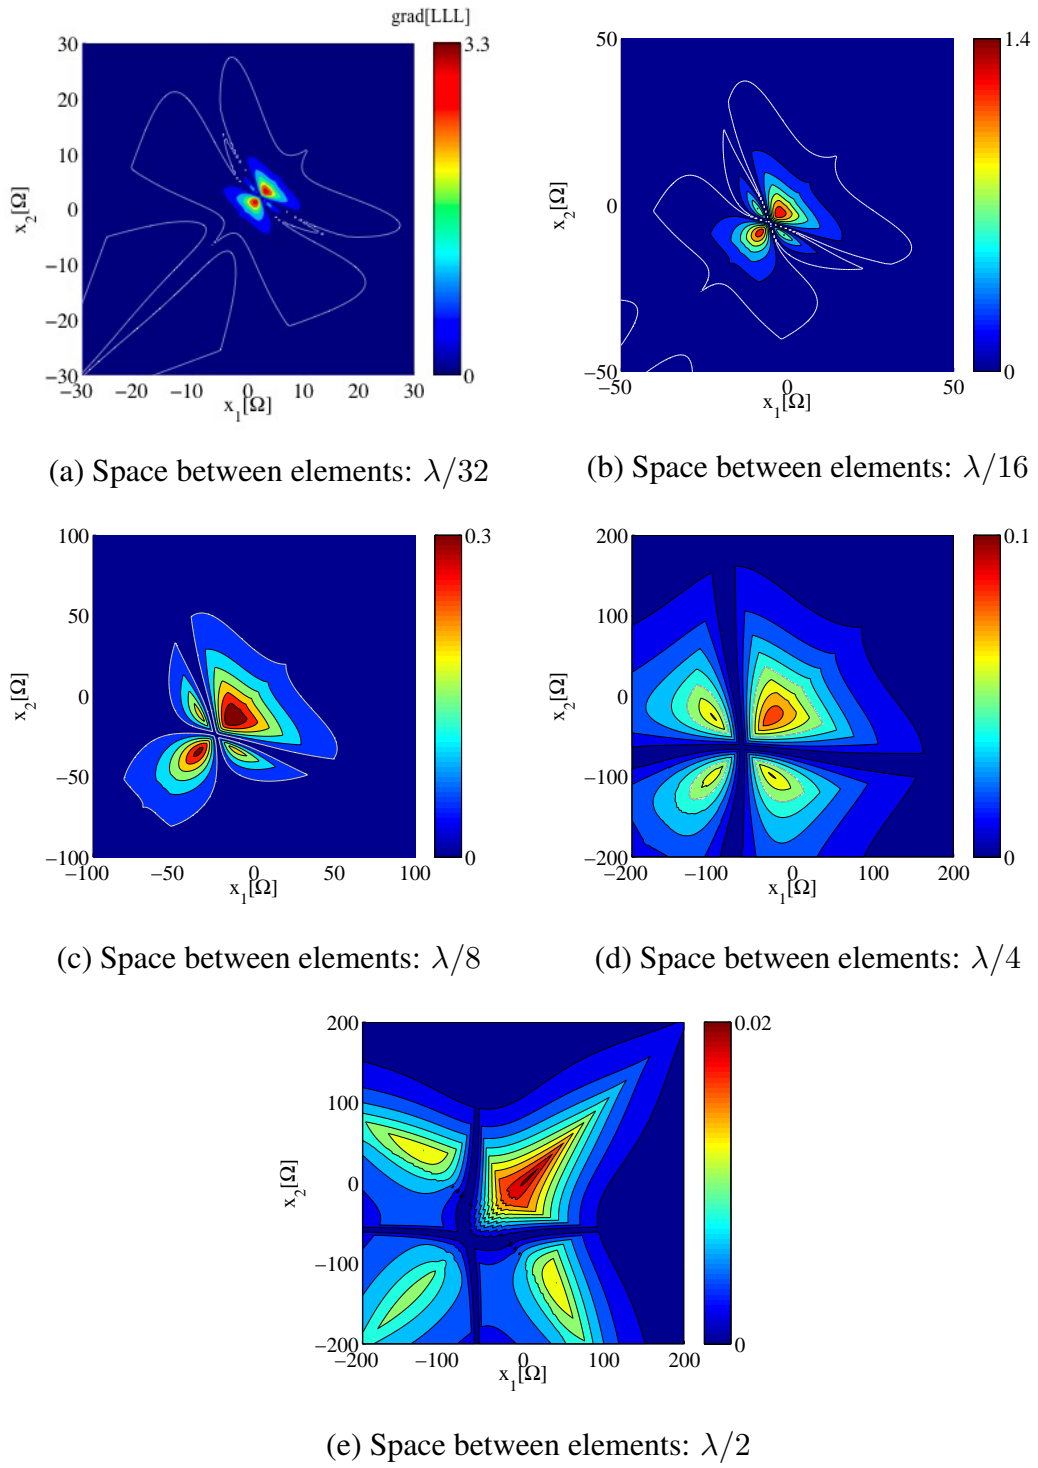 grad[LLL]
30
20
10
0
−10
−20
−30
x2[Ω]
−30 −20 −10 0 10 20 30
x1[Ω]
3.3
0
(a) Space between elements: λ/32
50
0
−50
x2[Ω]
−50 0 50
x1[Ω]
1.4
0
(b) Space between elements: λ/16
100
50
0
−50
−100
x2[Ω]
−100 −50 0 50 100
x1[Ω]
0.3
0
(c) Space between elements: λ/8
200
100
0
−100
−200
x2[Ω]
−200 −100 0 100 200
x1[Ω]
0.1
0
(d) Space between elements: λ/4
200
100
0
−100
−200
x2[Ω]
−200 −100 0 100 200
x1[Ω]
0.02
0
(e) Space between elements: λ/2